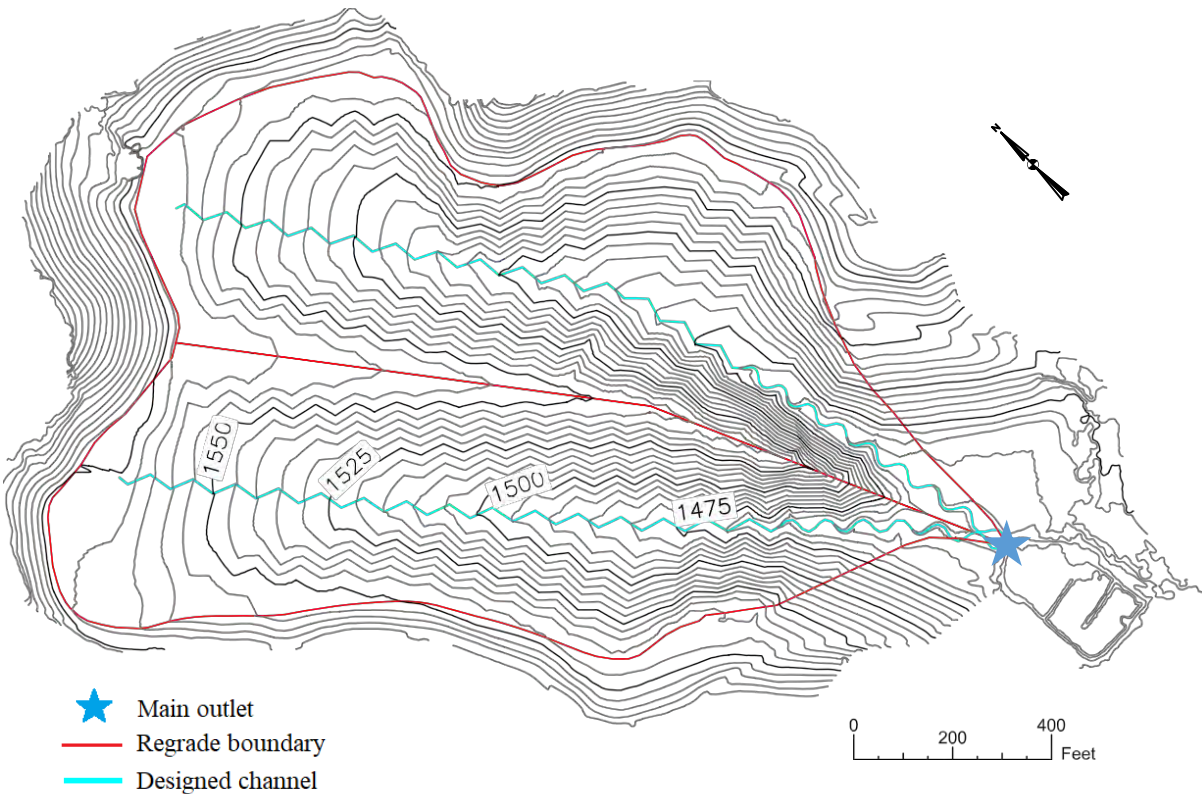 N
1550
1525
1500
1475
Main outlet
Regrade boundary
Designed channel
0 400
200 Feet